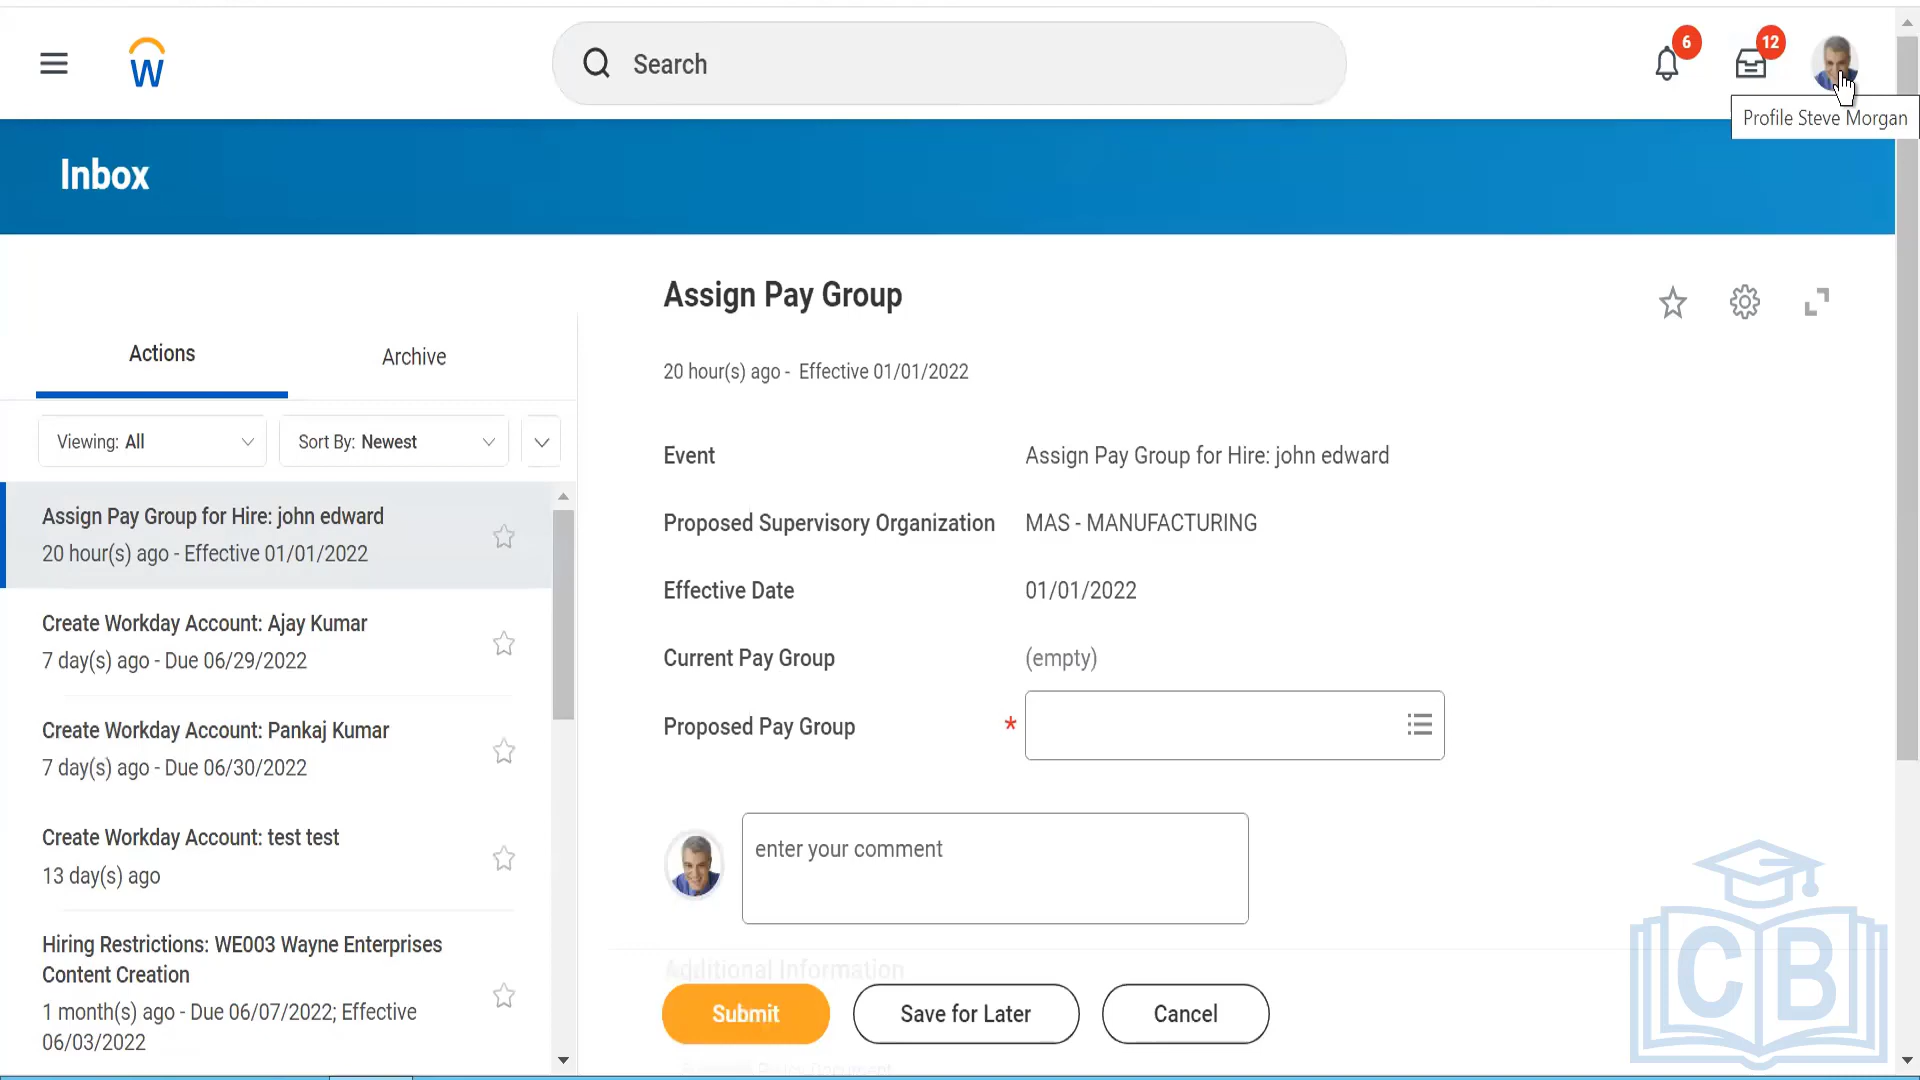 W
Search
6
12
Profile Steve Morgan
Inbox
Actions
Archive
Viewing: All
Sort By: Newest
Assign Pay Group for Hire: john edward
20 hour(s) ago - Effective 01/01/2022
Create Workday Account: Ajay Kumar
7 day(s) ago - Due 06/29/2022
Create Workday Account: Pankaj Kumar
7 day(s) ago - Due 06/30/2022
Create Workday Account: test test
13 day(s) ago
Hiring Restrictions: WE003 Wayne Enterprises
Content Creation
1 month(s) ago - Due 06/07/2022; Effective
06/03/2022
Assign Pay Group
20 hour(s) ago - Effective 01/01/2022
Event Assign Pay Group for Hire: john edward
Proposed Supervisory Organization MAS - MANUFACTURING
Effective Date 01/01/2022
Current Pay Group (empty)
Proposed Pay Group *
enter your comment
Additional Information
Submit
Save for Later
Cancel
CB